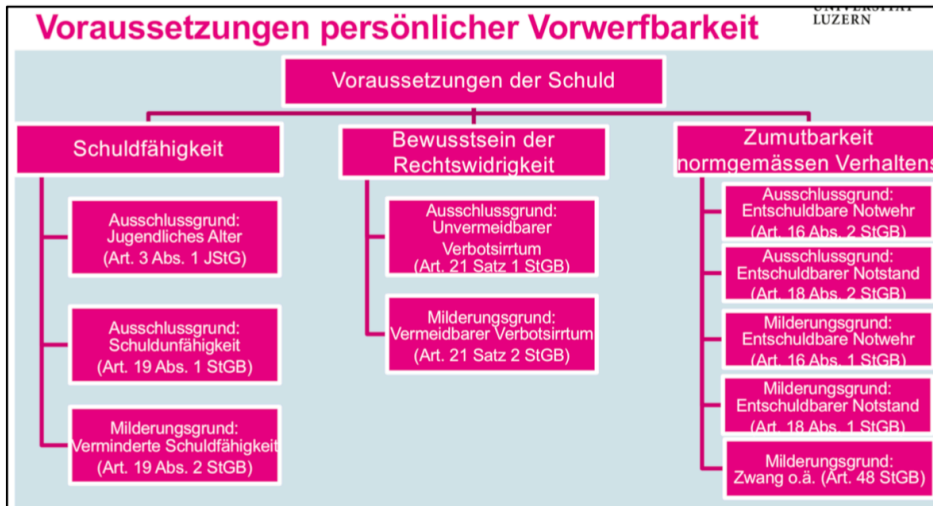 UNIVERSITÄT
LUZERN
Voraussetzungen persönlicher Vorwerfbarkeit
Voraussetzungen der Schuld
Schuldfähigkeit
Ausschlussgrund:
Jugendliches Alter
(Art. 3 Abs. 1 JStG)
Ausschlussgrund:
Schuldunfähigkeit
(Art. 19 Abs. 1 StGB)
Milderungsgrund:
Verminderte Schuldfähigkeit
(Art. 19 Abs. 2 StGB)
Bewusstsein der
Rechtswidrigkeit
Ausschlussgrund:
Unvermeidbarer
Verbotsirrtum
(Art. 21 Satz 1 StGB)
Milderungsgrund:
Vermeidbarer Verbotsirrtum
(Art. 21 Satz 2 StGB)
Zumutbarkeit
normgemässen Verhaltens
Ausschlussgrund:
Entschuldbare Notwehr
(Art. 16 Abs. 2 StGB)
Ausschlussgrund:
Entschuldbarer Notstand
(Art. 18 Abs. 2 StGB)
Milderungsgrund:
Entschuldbare Notwehr
(Art. 16 Abs. 1 StGB)
Milderungsgrund:
Entschuldbarer Notstand
(Art. 18 Abs. 1 StGB)
Milderungsgrund:
Zwang o.ä. (Art. 48 StGB)